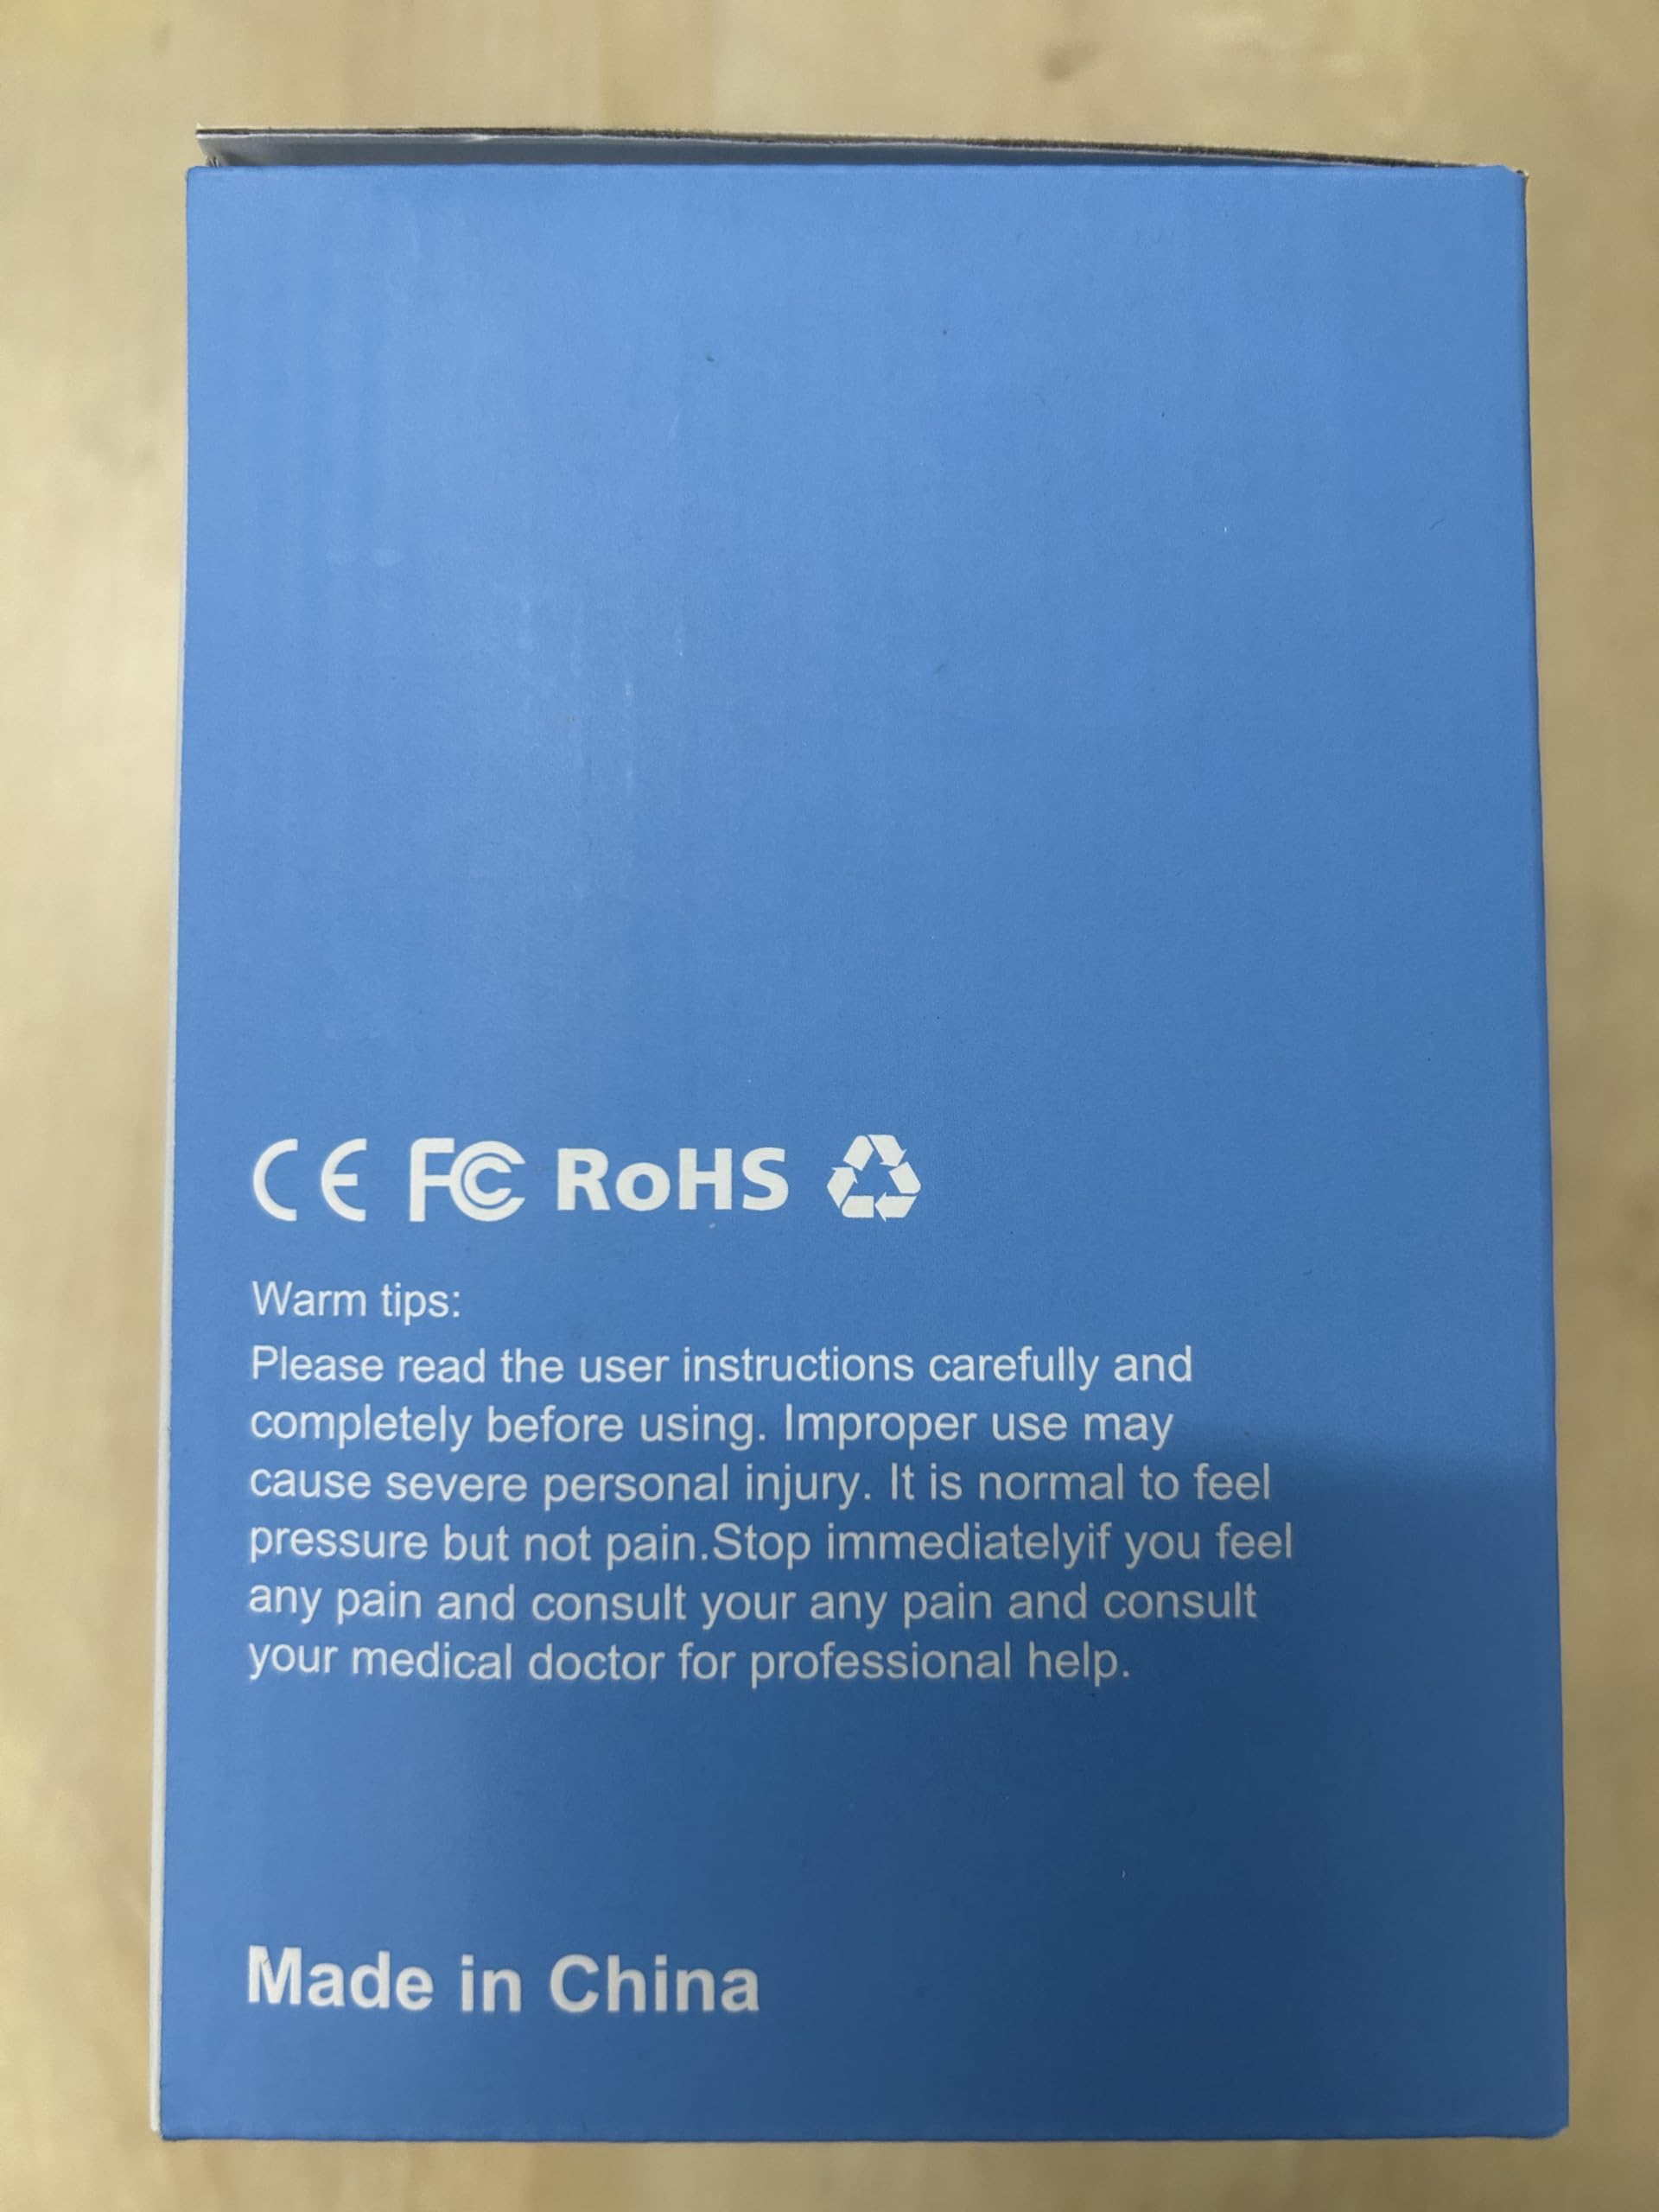 CE FC RoHS
Warm tips:
Please read the user instructions carefully and
completely before using. Improper use may
cause severe personal injury. It is normal to feel
pressure but not pain.Stop immediatelyif you feel
any pain and consult your any pain and consult
your medical doctor for professional help.
Made in China